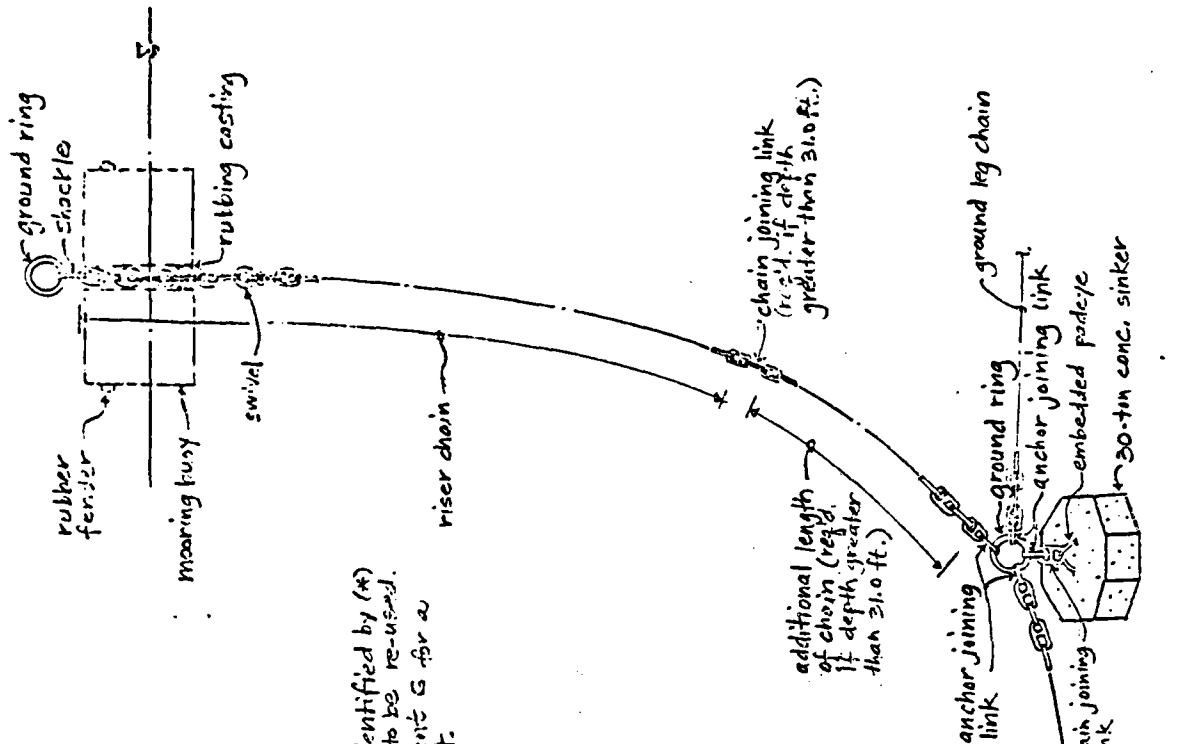 ground ring
shackle
rubbing casting
rubber
fender
mooring buoy
swivel
riser chain
chain joining link
(req'd. if depth
greater than 31.0 ft.)
additional length
of chain (req'd.
if depth greater
than 31.0 ft.)
ground leg chain
ground ring
anchor joining link
embedded padeye
30-ton conc. sinker
anchor joining
link
joining
entified by (*)
to be re-used.
G for a